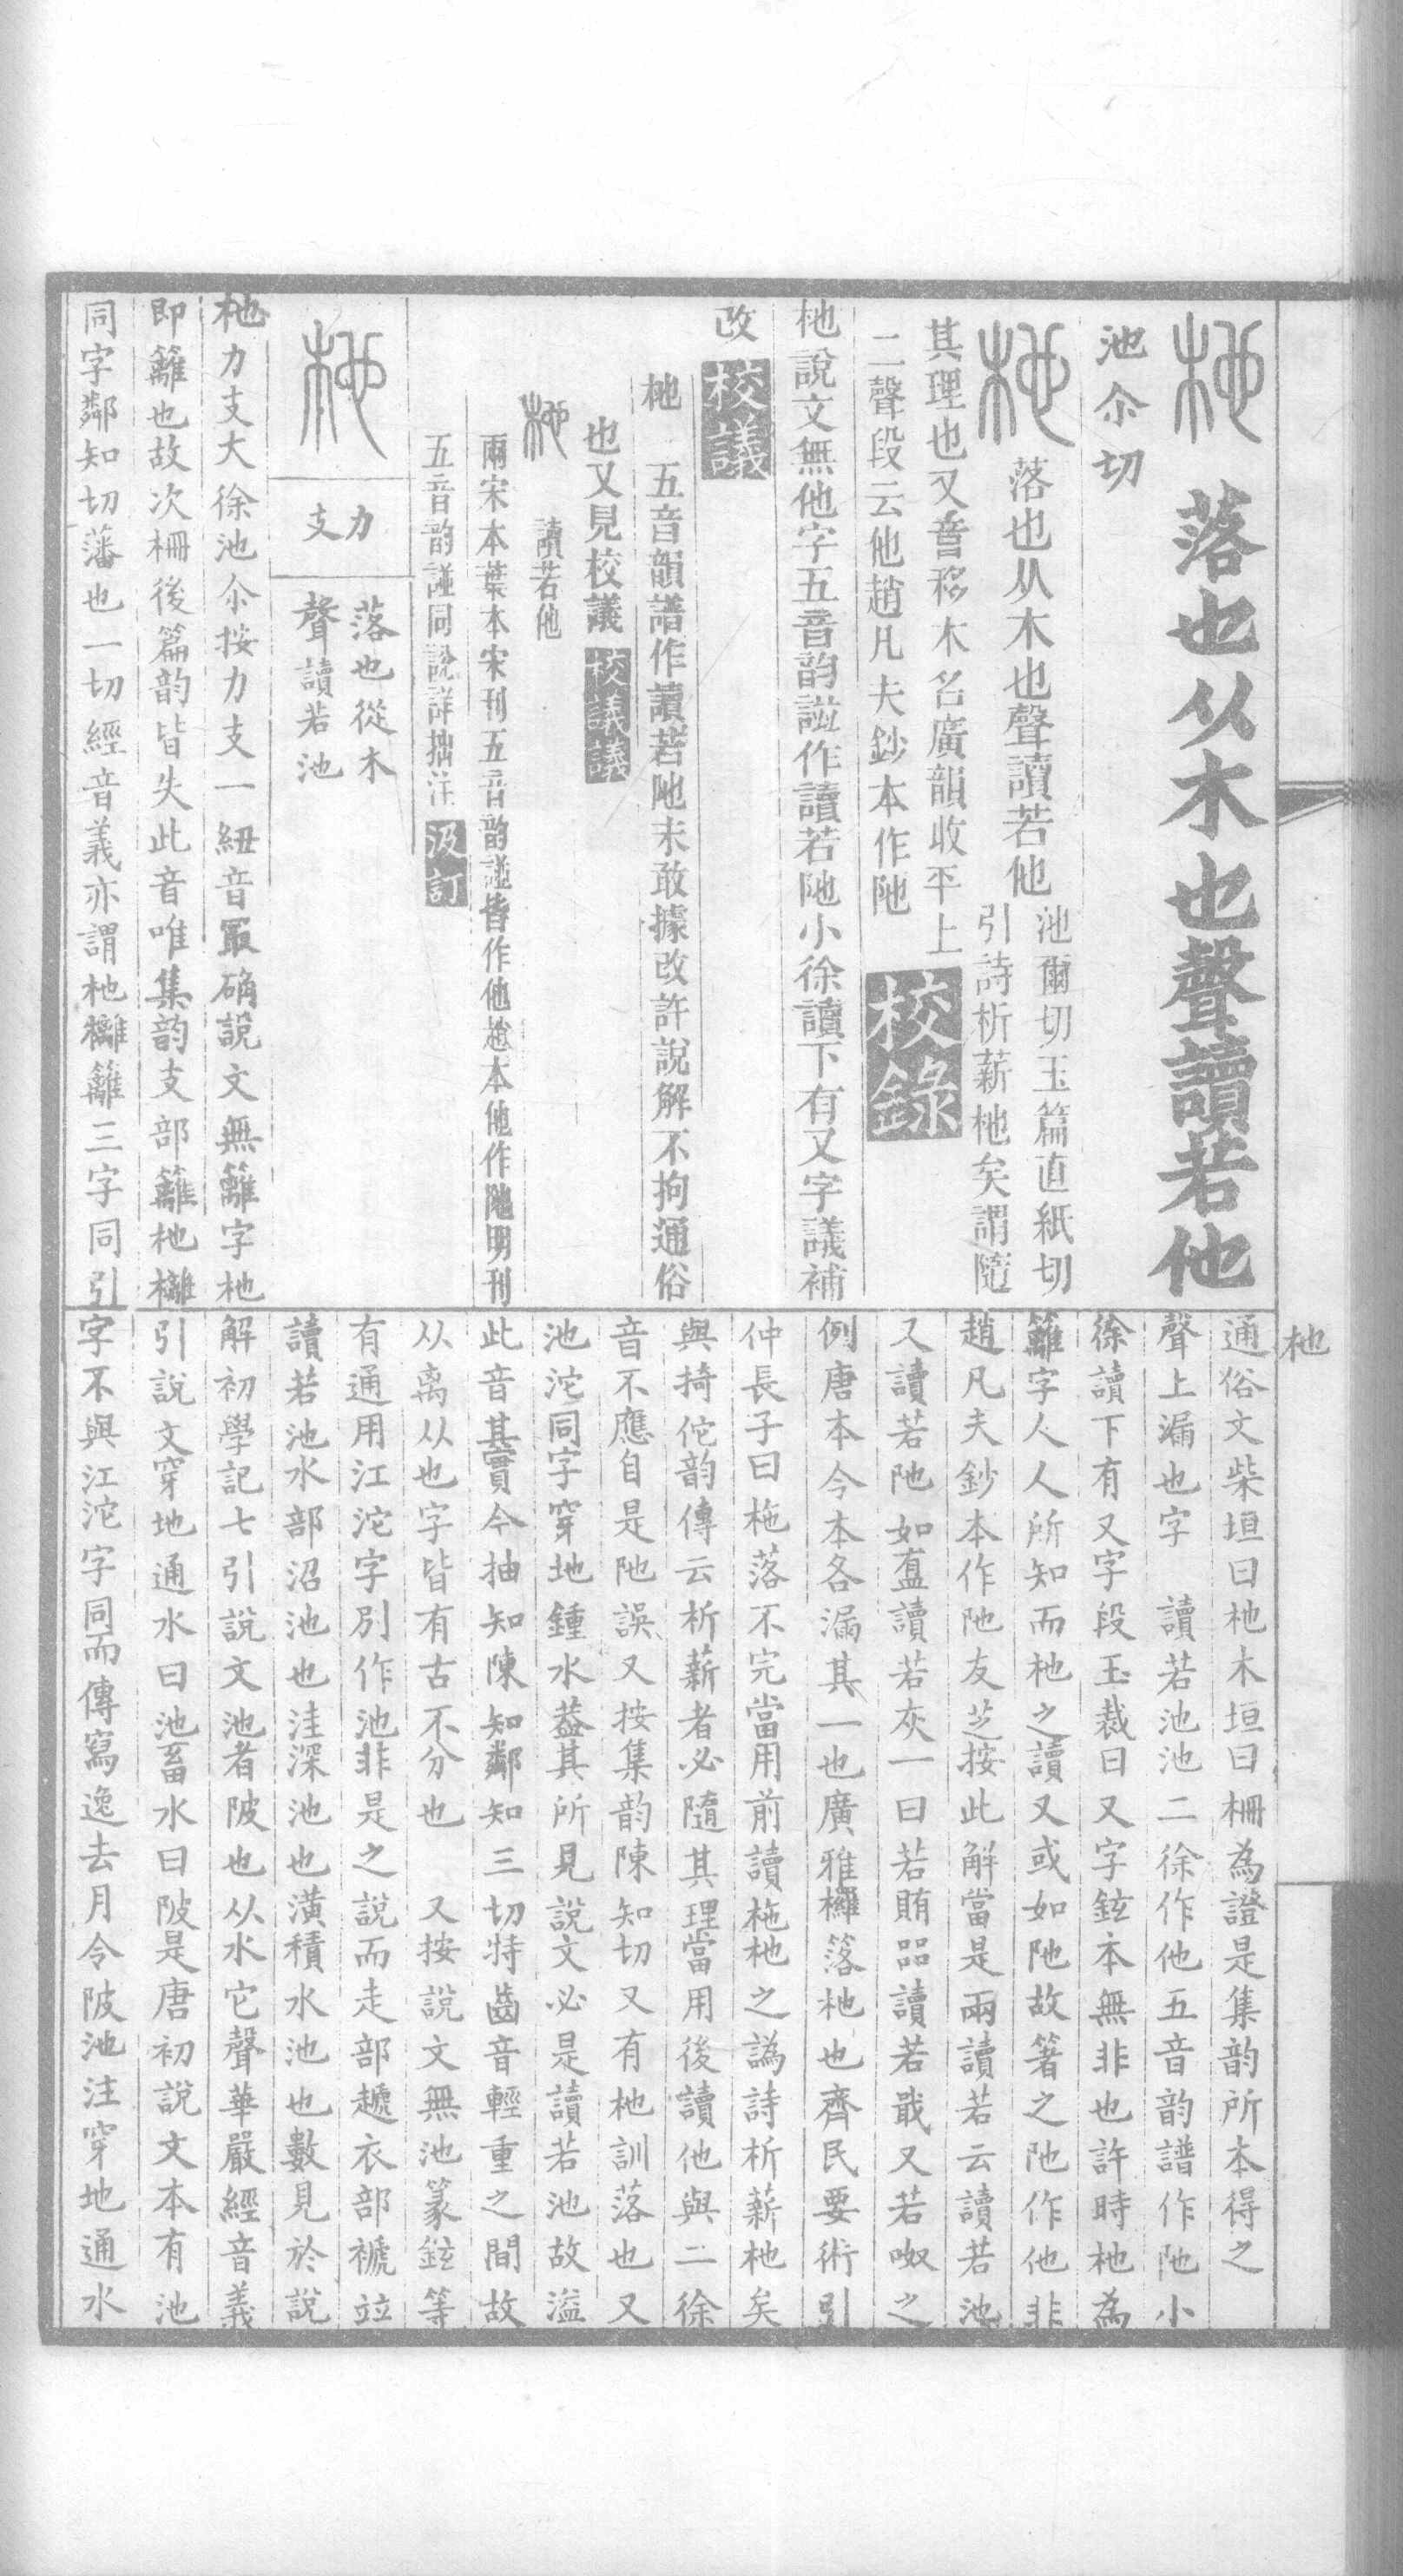 杝 落也从木也聲讀若他
池尒切
杝 落也从木也聲讀若他 池爾切玉篇直紙切
引詩析薪杝矣謂隨
其理也又音移木名廣韻收平上
二聲段云他趙凡夫鈔本作阤 校錄
杝說文無他字五音韵譜作讀若阤小徐讀下有又字議補
改 校議
杝 五音韻譜作讀若阤未敢據改許說解不拘通俗
也又見校議 校議議
杝 讀若他
兩宋本葉本宋刊五音韵譜皆作他趙本他作阤明刊
五音韵譜同說詳拙注 汲訂
杝 力支 落也從木
聲讀若池
杝力支大徐池尒按力支一紐音最确說文無籬字杝
即籬也故次柵後篇韵皆失此音唯集韵支部籬杝欐
同字鄰知切藩也一切經音義亦謂杝欐籬三字同引
通俗文柴垣曰杝木垣曰柵為證是集韵所本得之
聲上漏也字 讀若池池二徐作他五音韵譜作阤小
徐讀下有又字段玉裁曰又字鉉本無非也許時杝為
籬字人人所知而杝之讀又或如阤故箸之阤作他非
趙凡夫鈔本作阤友芝按此解當是兩讀若云讀若池
又讀若阤如䀀讀若灰一曰若賄㗊讀若戢又若呶之
例唐本今本各漏其一也廣雅欏落杝也齊民要術引
仲長子曰柂落不完當用前讀柂杝之譌詩析薪杝矣
與掎佗韵傳云析薪者必隨其理當用後讀他與二徐
音不應自是阤誤又按集韵陳知切又有杝訓落也又
池沱同字穿地鍾水葢其所見說文必是讀若池故溢
此音其實今抽知陳知鄰知三切特齒音輕重之間故
从离从也字皆有古不分也 又按說文無池篆鉉等
有通用江沱字別作池非是之說而走部䞾衣部褫竝
讀若池水部沼池也洼深池也潢積水池也數見於說
解初學記七引說文池者陂也从水它聲華嚴經音義
引說文穿地通水曰池畜水曰陂是唐初說文本有池
字不與江沱字同而傳寫逸去月令陂池注穿地通水
杝